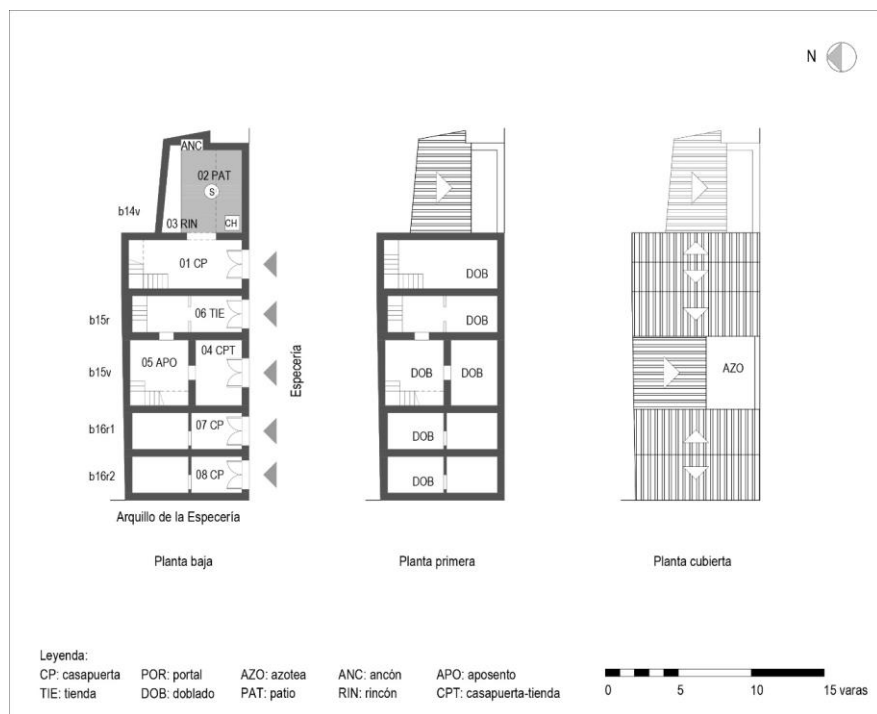 N
ANC
02 PAT
S
b14v
03 RIN
CH
01 CP
DOB
b15r
06 TIE
DOB
04 CPT
b15v
05 APO
Especería
DOB
DOB
AZO
b16r1
07 CP
DOB
b16r2
08 CP
DOB
Arquillo de la Especería
Planta baja
Planta primera
Planta cubierta
Leyenda:
CP: casapuerta POR: portal AZO: azotea ANC: ancón APO: aposento
TIE: tienda DOB: doblado PAT: patio RIN: rincón CPT: casapuerta-tienda
0 5 10 15 varas